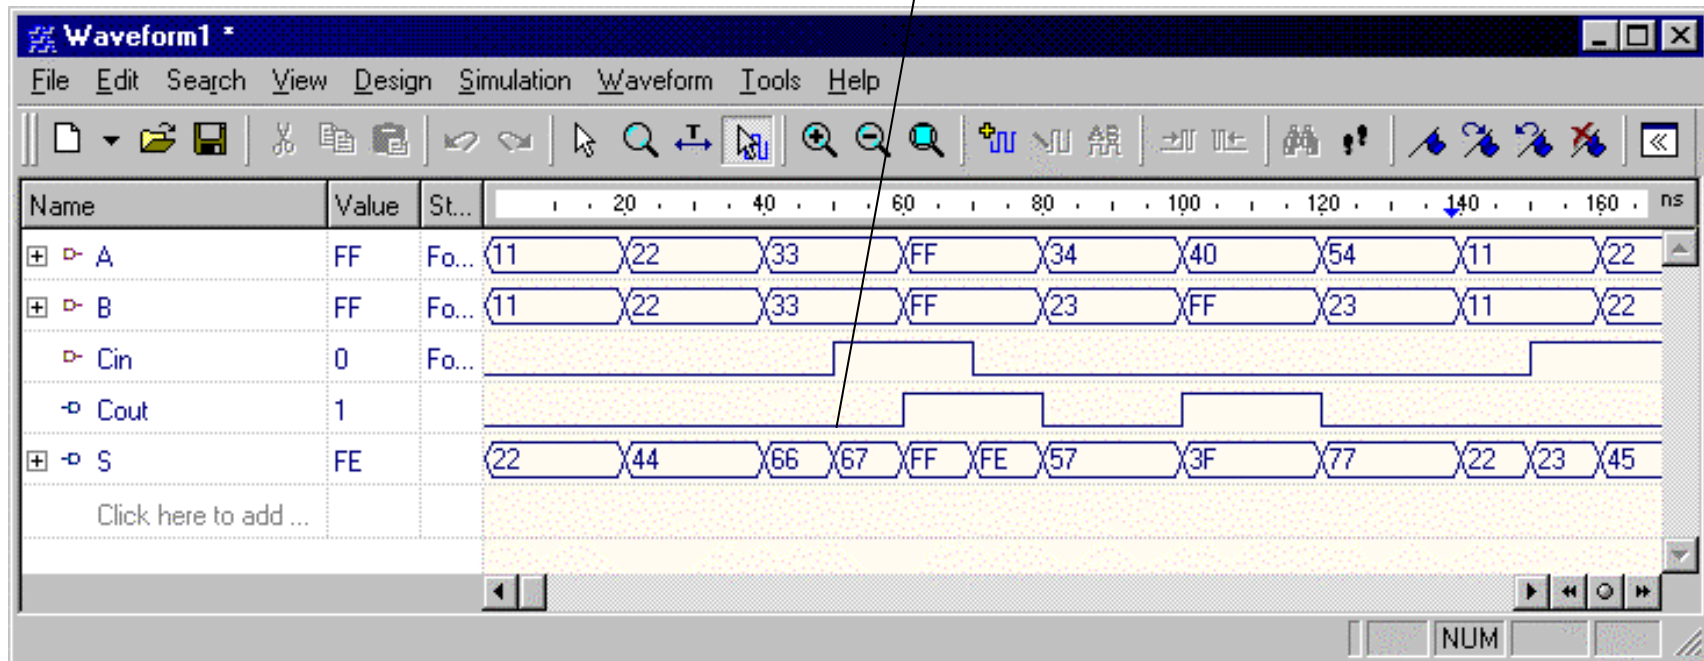 Waveform1 *
File Edit Search View Design Simulation Waveform Tools Help
Name Value St... 20 40 60 80 100 120 140 160 ns
A FF Fo... 11 22 33 FF 34 40 54 11 22
B FF Fo... 11 22 33 FF 23 FF 23 11 22
Cin 0 Fo...
Cout 1
S FE 22 44 66 67 FF FE 57 3F 77 22 23 45
Click here to add ...
NUM